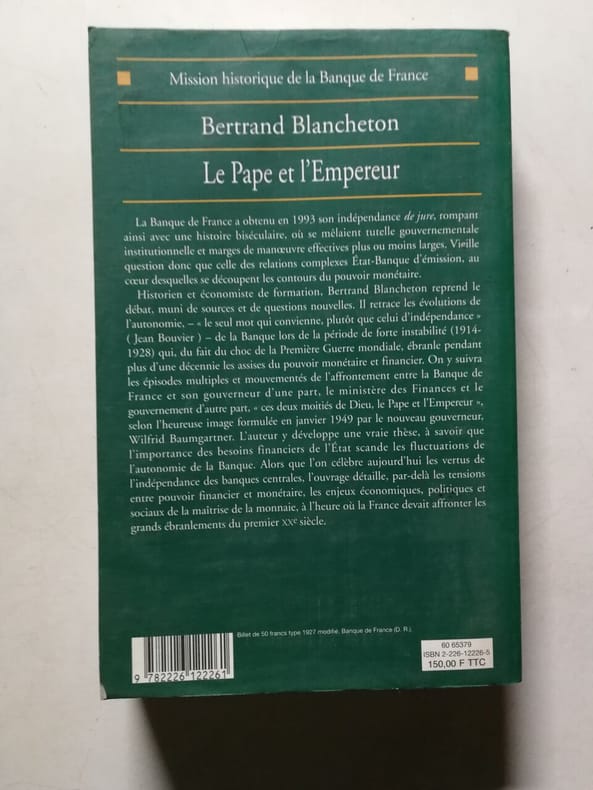 Mission historique de la Banque de France
Bertrand Blancheton
Le Pape et l'Empereur
La Banque de France a obtenu en 1993 son indépendance de jure, rompant
ainsi avec une histoire biséculaire, où se mêlaient tutelle gouvernementale
institutionnelle et marges de manœuvre effectives plus ou moins larges. Vieille
question donc que celle des relations complexes État-Banque d'émission, au
cœur desquelles se découpent les contours du pouvoir monétaire.
Historien et économiste de formation, Bertrand Blancheton reprend le
débat, muni de sources et de questions nouvelles. Il retrace les évolutions de
l'autonomie, – « le seul mot qui convienne, plutôt que celui d'indépendance »
( Jean Bouvier ) – de la Banque lors de la période de forte instabilité (1914-
1928) qui, du fait du choc de la Première Guerre mondiale, ébranle pendant
plus d'une décennie les assises du pouvoir monétaire et financier. On y suivra
les épisodes multiples et mouvementés de l'affrontement entre la Banque de
France et son gouverneur d'une part, le ministère des Finances et le
gouvernement d'autre part, « ces deux moitiés de Dieu, le Pape et l'Empereur »,
selon l'heureuse image formulée en janvier 1949 par le nouveau gouverneur,
Wilfrid Baumgartner. L'auteur y développe une vraie thèse, à savoir que
l'importance des besoins financiers de l'État scande les fluctuations de
l'autonomie de la Banque. Alors que l'on célèbre aujourd'hui les vertus de
l'indépendance des banques centrales, l'ouvrage détaille, par-delà les tensions
entre pouvoir financier et monétaire, les enjeux économiques, politiques et
sociaux de la maîtrise de la monnaie, à l'heure où la France devait affronter les
grands ébranlements du premier XXe siècle.
Billet de 50 francs type 1927 modifié, Banque de France (D. R.).
60 65379
ISBN 2-226-12226-5
150,00 F TTC
9 782226 122261